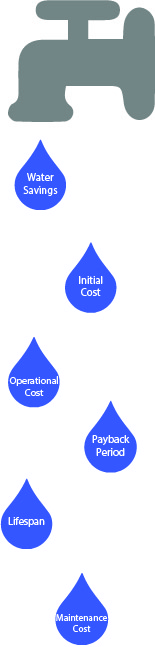 Water
Savings
Initial
Cost
Operational
Cost
Payback
Period
Lifespan
Maintenance
Cost